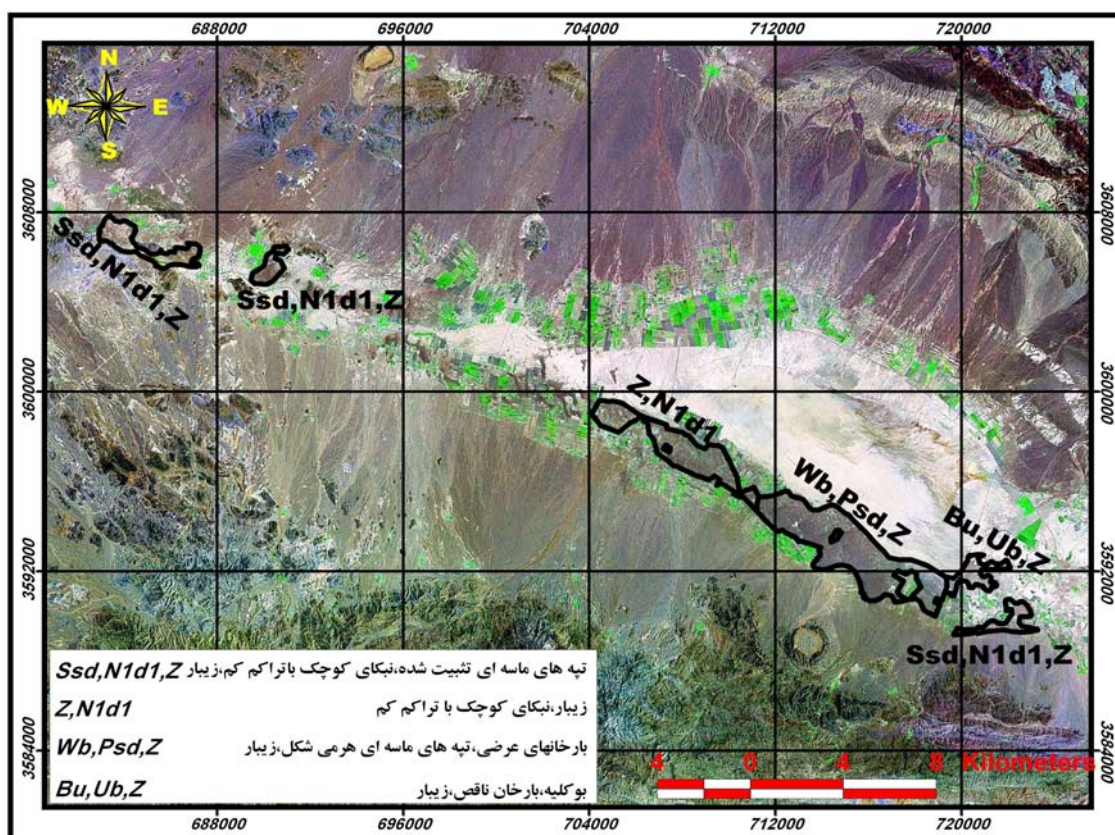 688000 696000 704000 712000 720000
N
W E
S
3608000 3608000
Ssd,N1d1,Z
Ssd,N1d1,Z
3600000 3600000
Z,N1d1
Wb,Psd,Z
Bu,Ub,Z
3592000 3592000
Ssd,N1d1,Z
Ssd,N1d1,Z تپه های ماسه ای تثبیت شده،نبکای کوچک باتراکم کم،زیبار
Z,N1d1 زیبار،نبکای کوچک با تراکم کم
Wb,Psd,Z بارخانهای عرضی،تپه های ماسه ای هرمی شکل،زیبار
Bu,Ub,Z بوکلیه،بارخان ناقص،زیبار
3584000 3584000
4 0 4 8 Kilometers
688000 696000 704000 712000 720000